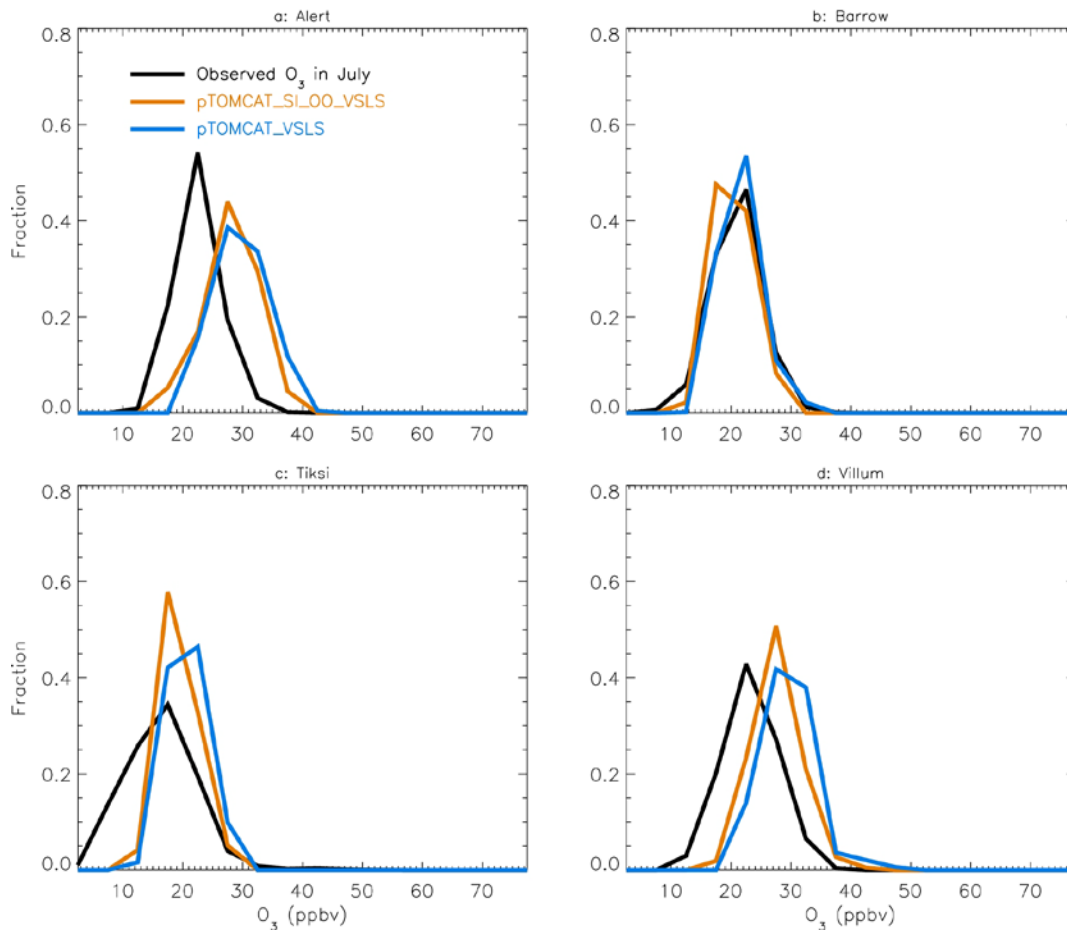 a: Alert
b: Barrow
0.8
0.6
0.4
0.2
0.0
Fraction
Observed O3 in July
pTOMCAT_SI_OO_VSLS
pTOMCAT_VSLS
10 20 30 40 50 60 70
0.8
0.6
0.4
0.2
0.0
10 20 30 40 50 60 70
c: Tiksi
d: Villum
0.8
0.6
0.4
0.2
0.0
Fraction
10 20 30 40 50 60 70
O3 (ppbv)
0.8
0.6
0.4
0.2
0.0
10 20 30 40 50 60 70
O3 (ppbv)